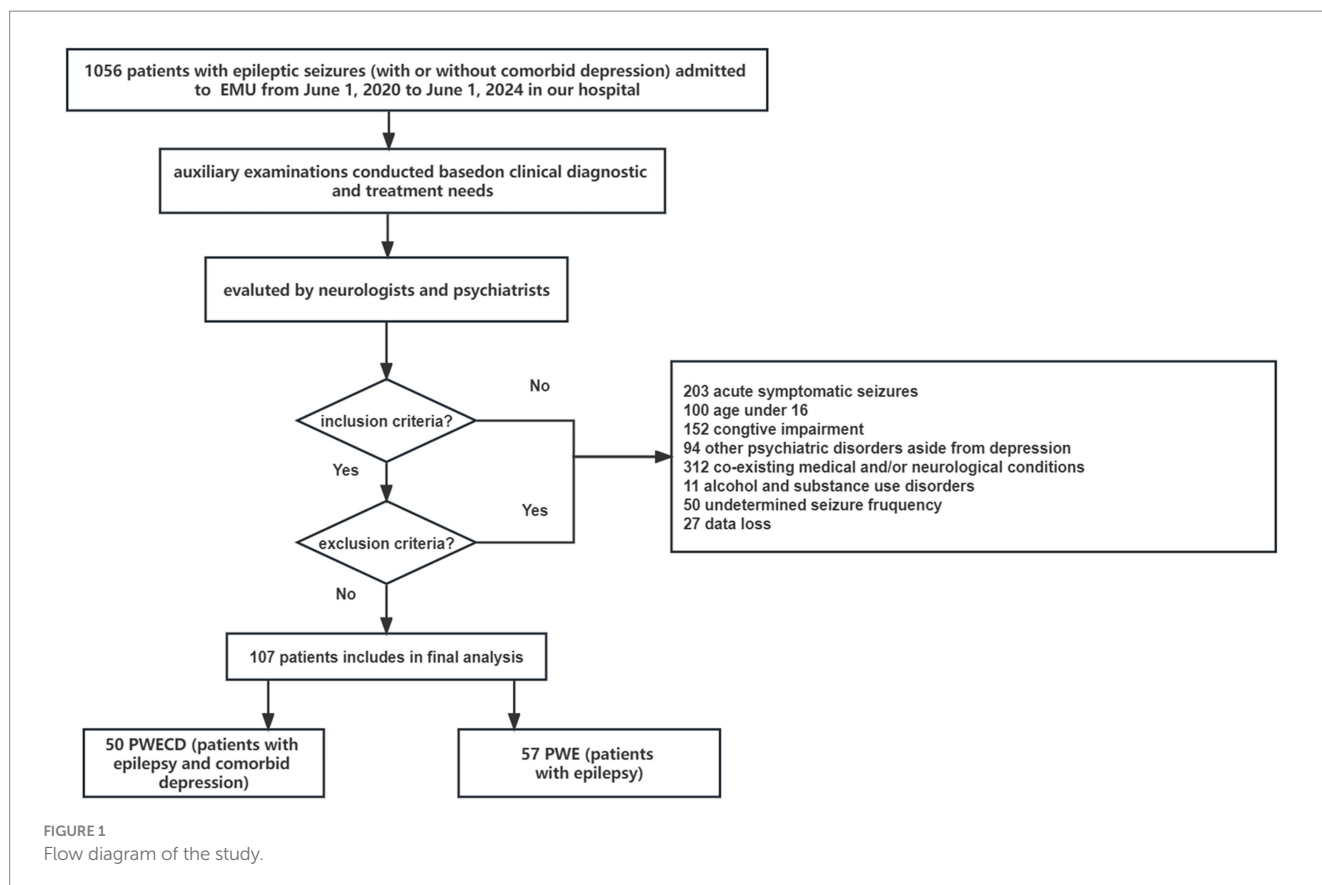 1056 patients with epileptic seizures (with or without comorbid depression) admitted
to EMU from June 1, 2020 to June 1, 2024 in our hospital
auxiliary examinations conducted basedon clinical diagnostic
and treatment needs
evaluted by neurologists and psychiatrists
inclusion criteria?
No
Yes
203 acute symptomatic seizures
100 age under 16
152 congtive impairment
94 other psychiatric disorders aside from depression
312 co-existing medical and/or neurological conditions
11 alcohol and substance use disorders
50 undetermined seizure fruquency
27 data loss
exclusion criteria?
Yes
No
107 patients includes in final analysis
50 PWECD (patients with
epilepsy and comorbid
depression)
57 PWE (patients
with epilepsy)
FIGURE 1
Flow diagram of the study.